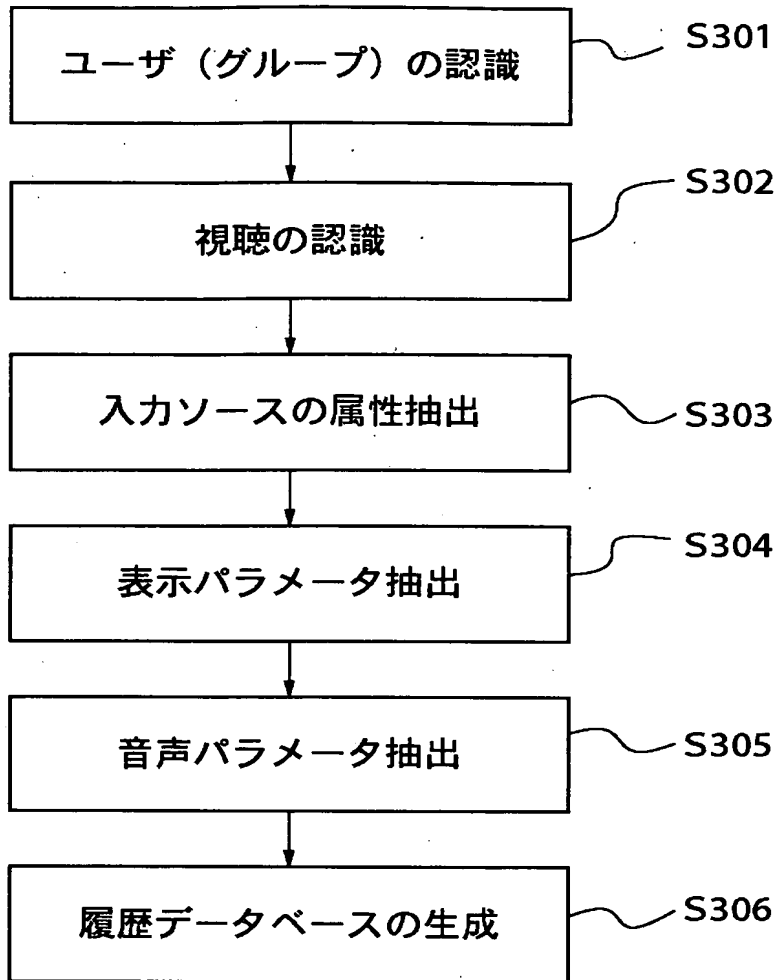 ユーザ(グループ)の認識
S301
視聴の認識
S302
入力ソースの属性抽出
S303
表示パラメータ抽出
S304
音声パラメータ抽出
S305
履歴データベースの生成
S306